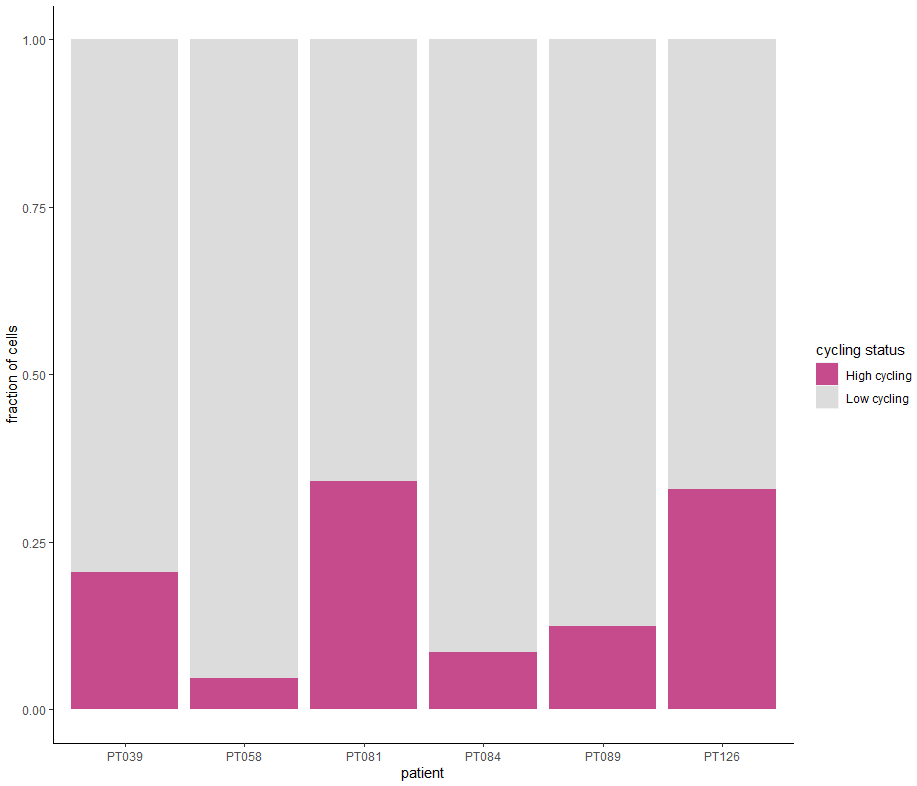 1.00
0.75
0.50
0.25
0.00
fraction of cells
PT039 PT058 PT081 PT084 PT089 PT126
patient
cycling status
High cycling
Low cycling